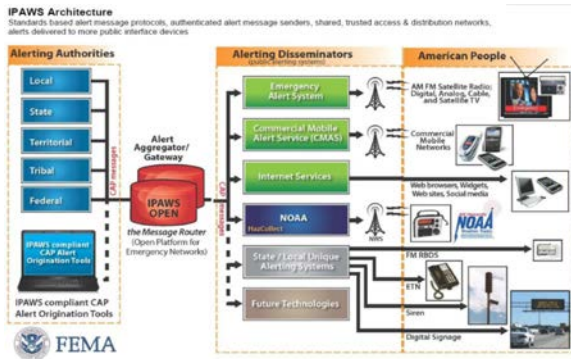 IPAWS Architecture
Standards based alert message protocols, authenticated alert message senders, shared, trusted access & distribution networks,
alerts delivered to more public interface devices
Alerting Authorities
Local
State
Territorial
Tribal
Federal
IPAWS compliant
CAP Alert
Origination Tools
IPAWS compliant CAP
Alert Origination Tools
FEMA
CAP messages
Alert
Aggregator/
Gateway
IPAWS
OPEN
the Message Router
(Open Platform for
Emergency Networks)
CAP messages
Alerting Disseminators
(public alerting systems)
Emergency
Alert System
Commercial Mobile
Alert Service (CMAS)
Internet Services
NOAA
HazCollect
NWS
State / Local Unique
Alerting Systems
Future Technologies
American People
AM FM Satellite Radio;
Digital, Analog, Cable,
and Satellite TV
Commercial
Mobile
Networks
Web browsers, Widgets,
Web sites, Social media
NOAA
FM RBDS
ETN
Siren
Digital Signage